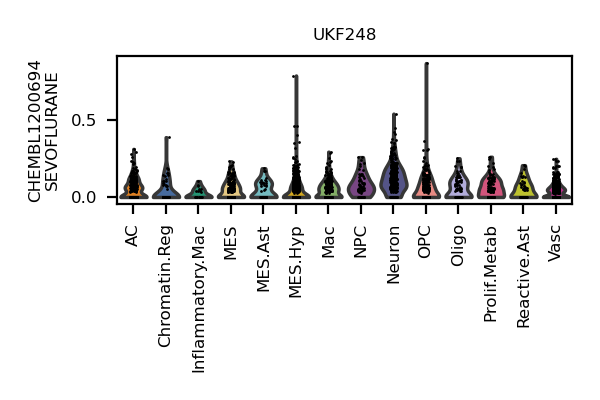 UKF248
CHEMBL1200694
SEVOFLURANE
0.5
0.0
AC
Chromatin.Reg
Inflammatory.Mac
MES
MES.Ast
MES.Hyp
Mac
NPC
Neuron
OPC
Oligo
Prolif.Metab
Reactive.Ast
Vasc